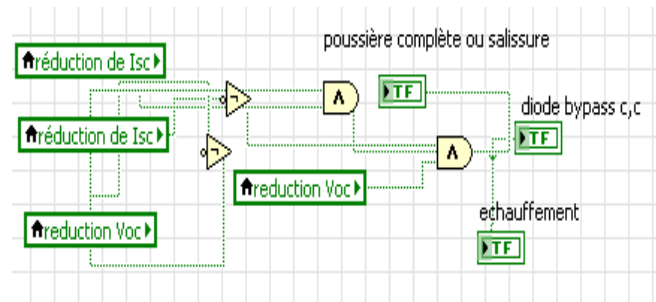 réduction de Isc
poussière complète ou salissure
TF
diode bypass c,c
réduction de Isc
TF
reduction Voc
echauffement
reduction Voc
TF